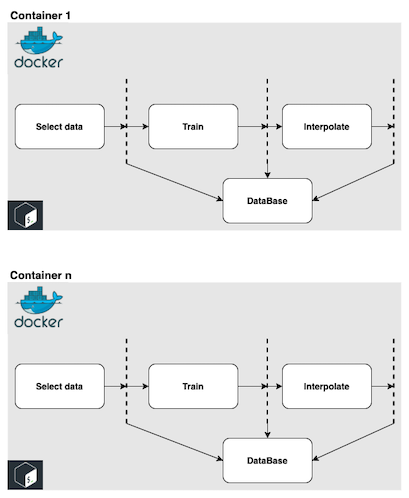 Container 1
docker
Select data
Train
Interpolate
DataBase
$_
Container n
docker
Select data
Train
Interpolate
DataBase
$_